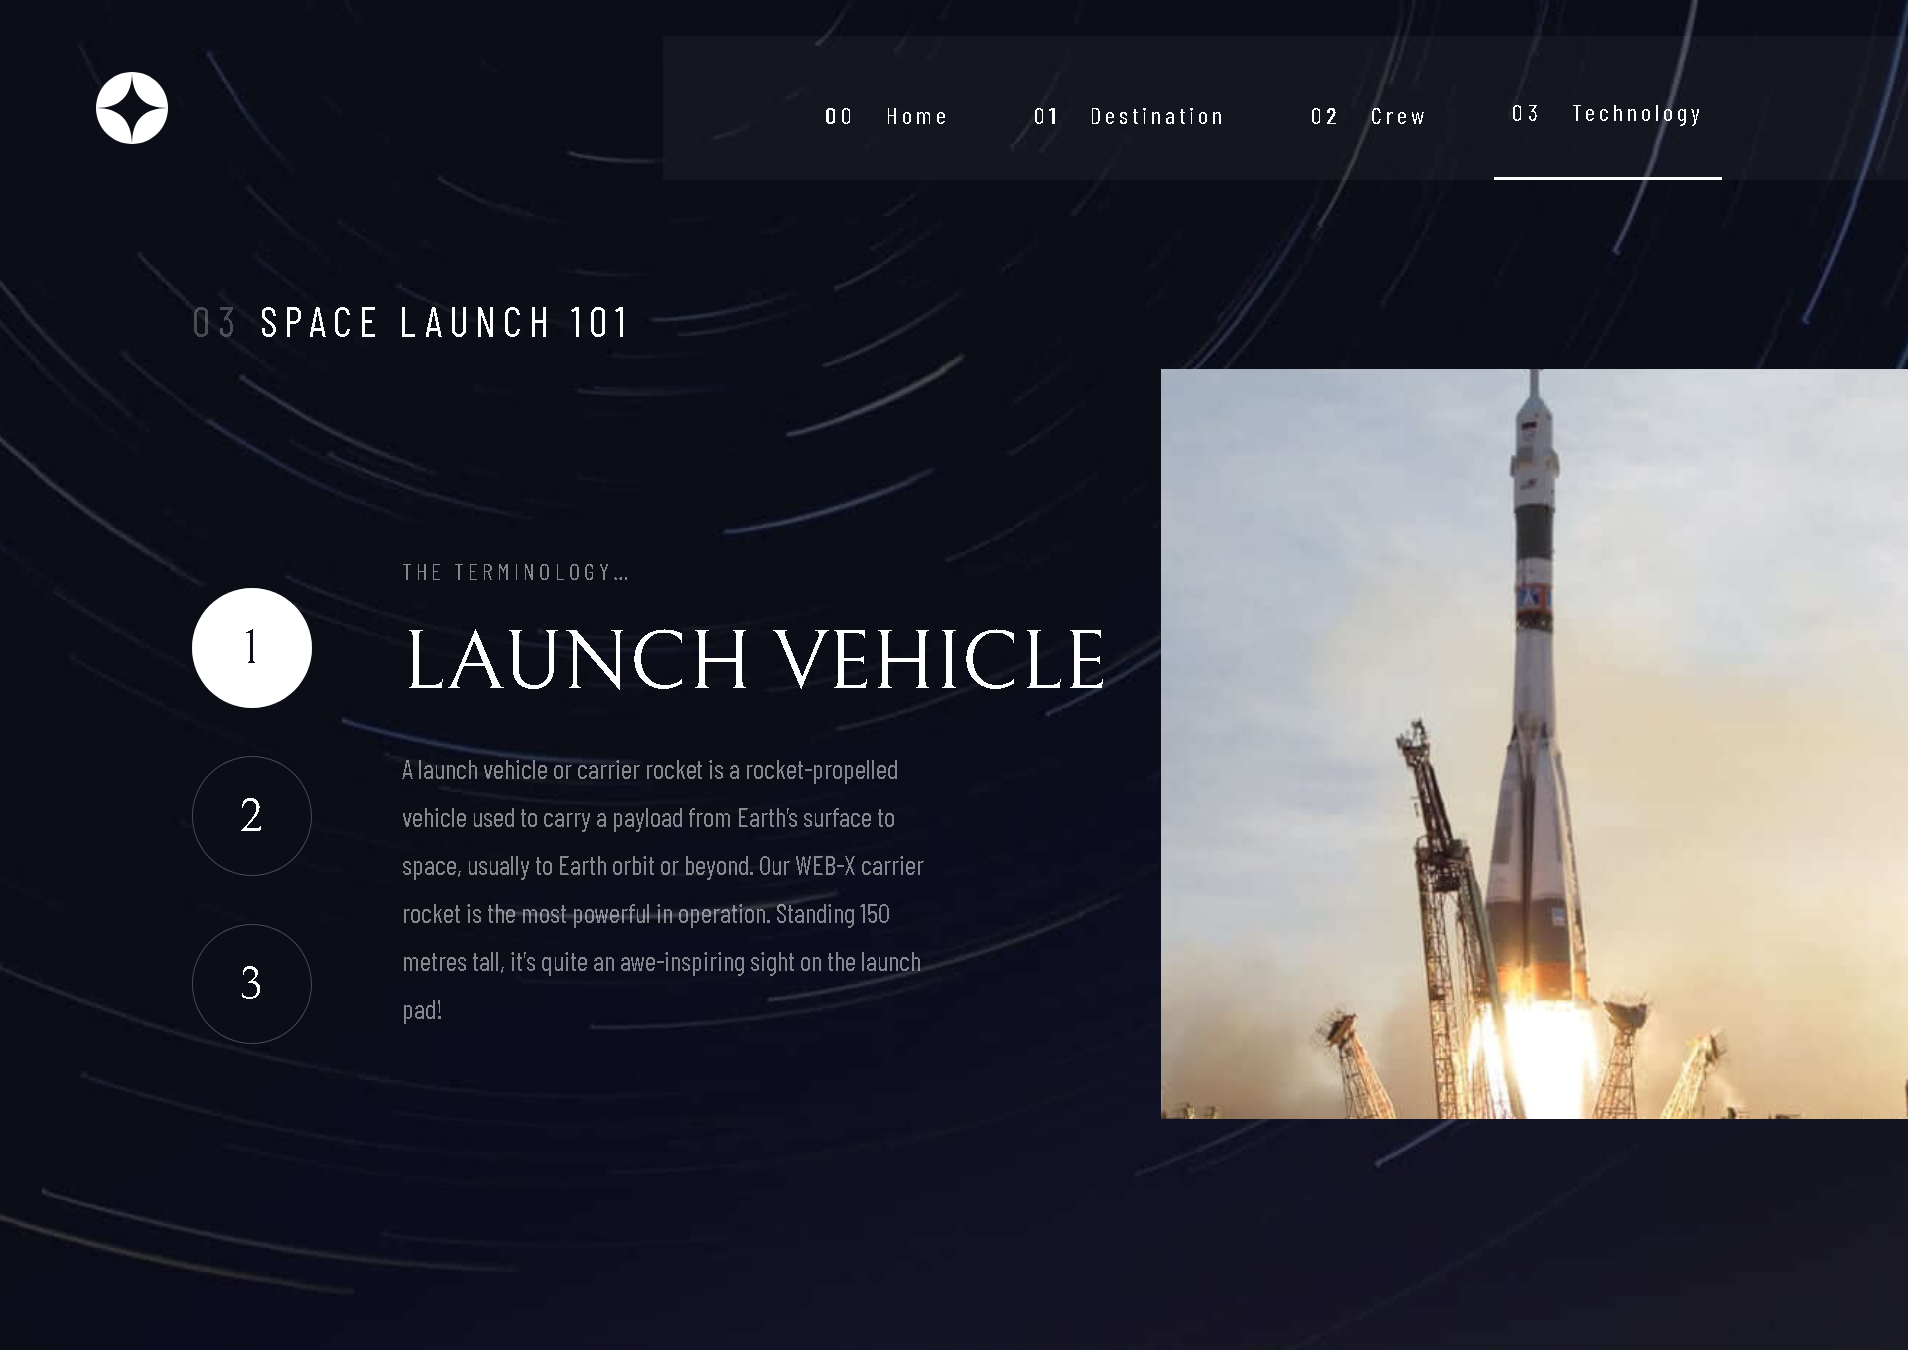 00 Home 01 Destination 02 Crew 03 Technology
03 SPACE LAUNCH 101
THE TERMINOLOGY...
LAUNCH VEHICLE
1
2
3
A launch vehicle or carrier rocket is a rocket-propelled
vehicle used to carry a payload from Earth's surface to
space, usually to Earth orbit or beyond. Our WEB-X carrier
rocket is the most powerful in operation. Standing 150
metres tall, it's quite an awe-inspiring sight on the launch
pad!